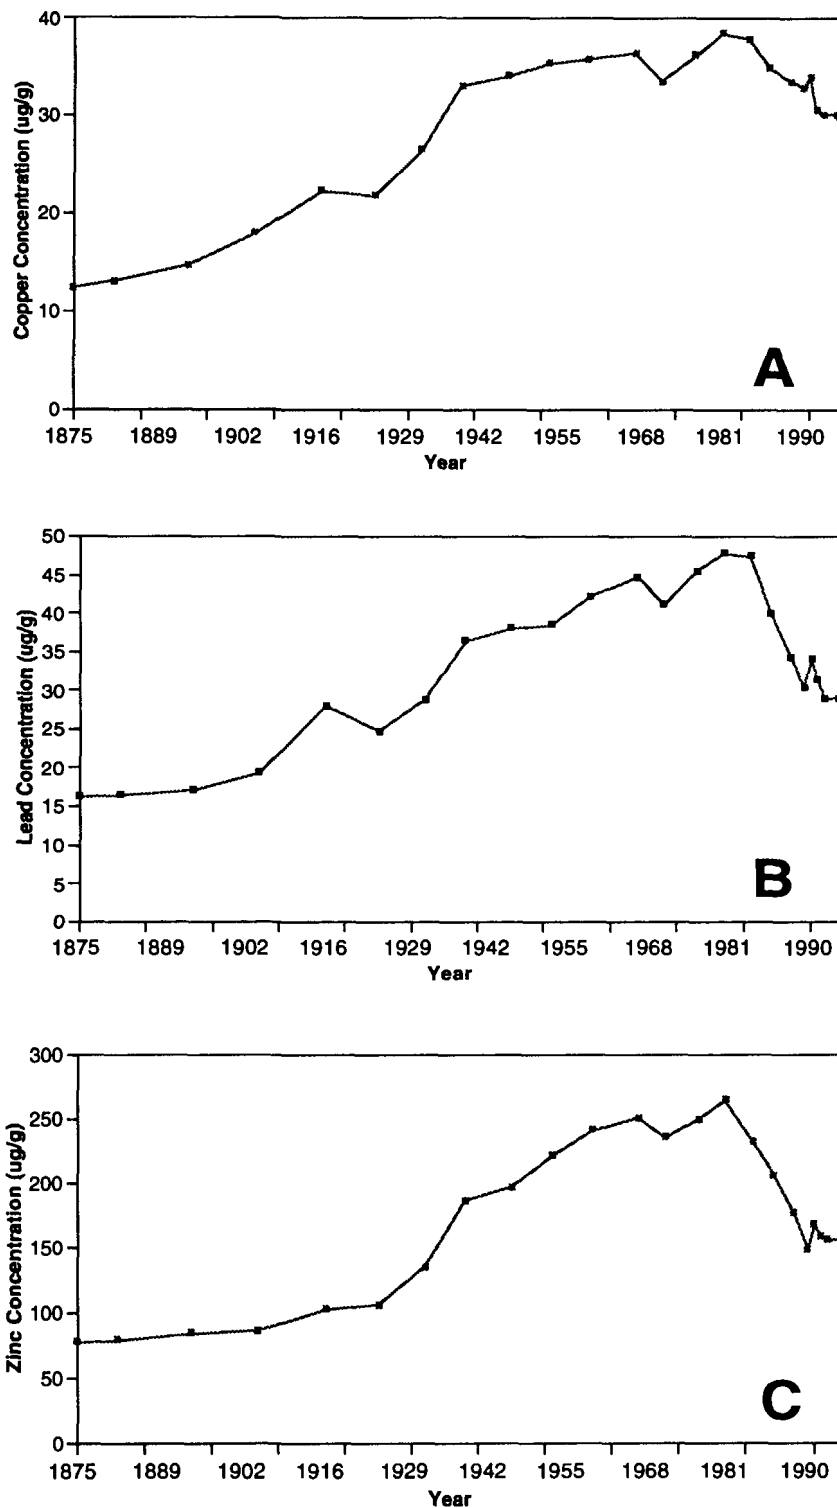 40
30
20
10
0
Copper Concentration (ug/g)
1875 1889 1902 1916 1929 1942 1955 1968 1981 1990
Year
A
50
45
40
35
30
25
20
15
10
5
0
Lead Concentration (ug/g)
1875 1889 1902 1916 1929 1942 1955 1968 1981 1990
Year
B
300
250
200
150
100
50
0
Zinc Concentration (ug/g)
1875 1889 1902 1916 1929 1942 1955 1968 1981 1990
Year
C